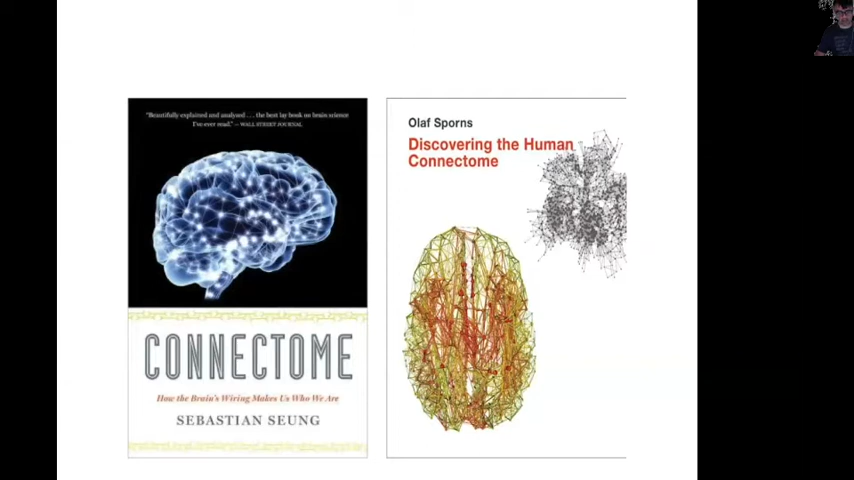 "Beautifully explained and analyzed . . . the best lay book on brain science
I've ever read." – WALL STREET JOURNAL
CONNECTOME
How the Brain's Wiring Makes Us Who We Are
SEBASTIAN SEUNG
Olaf Sporns
Discovering the Human
Connectome